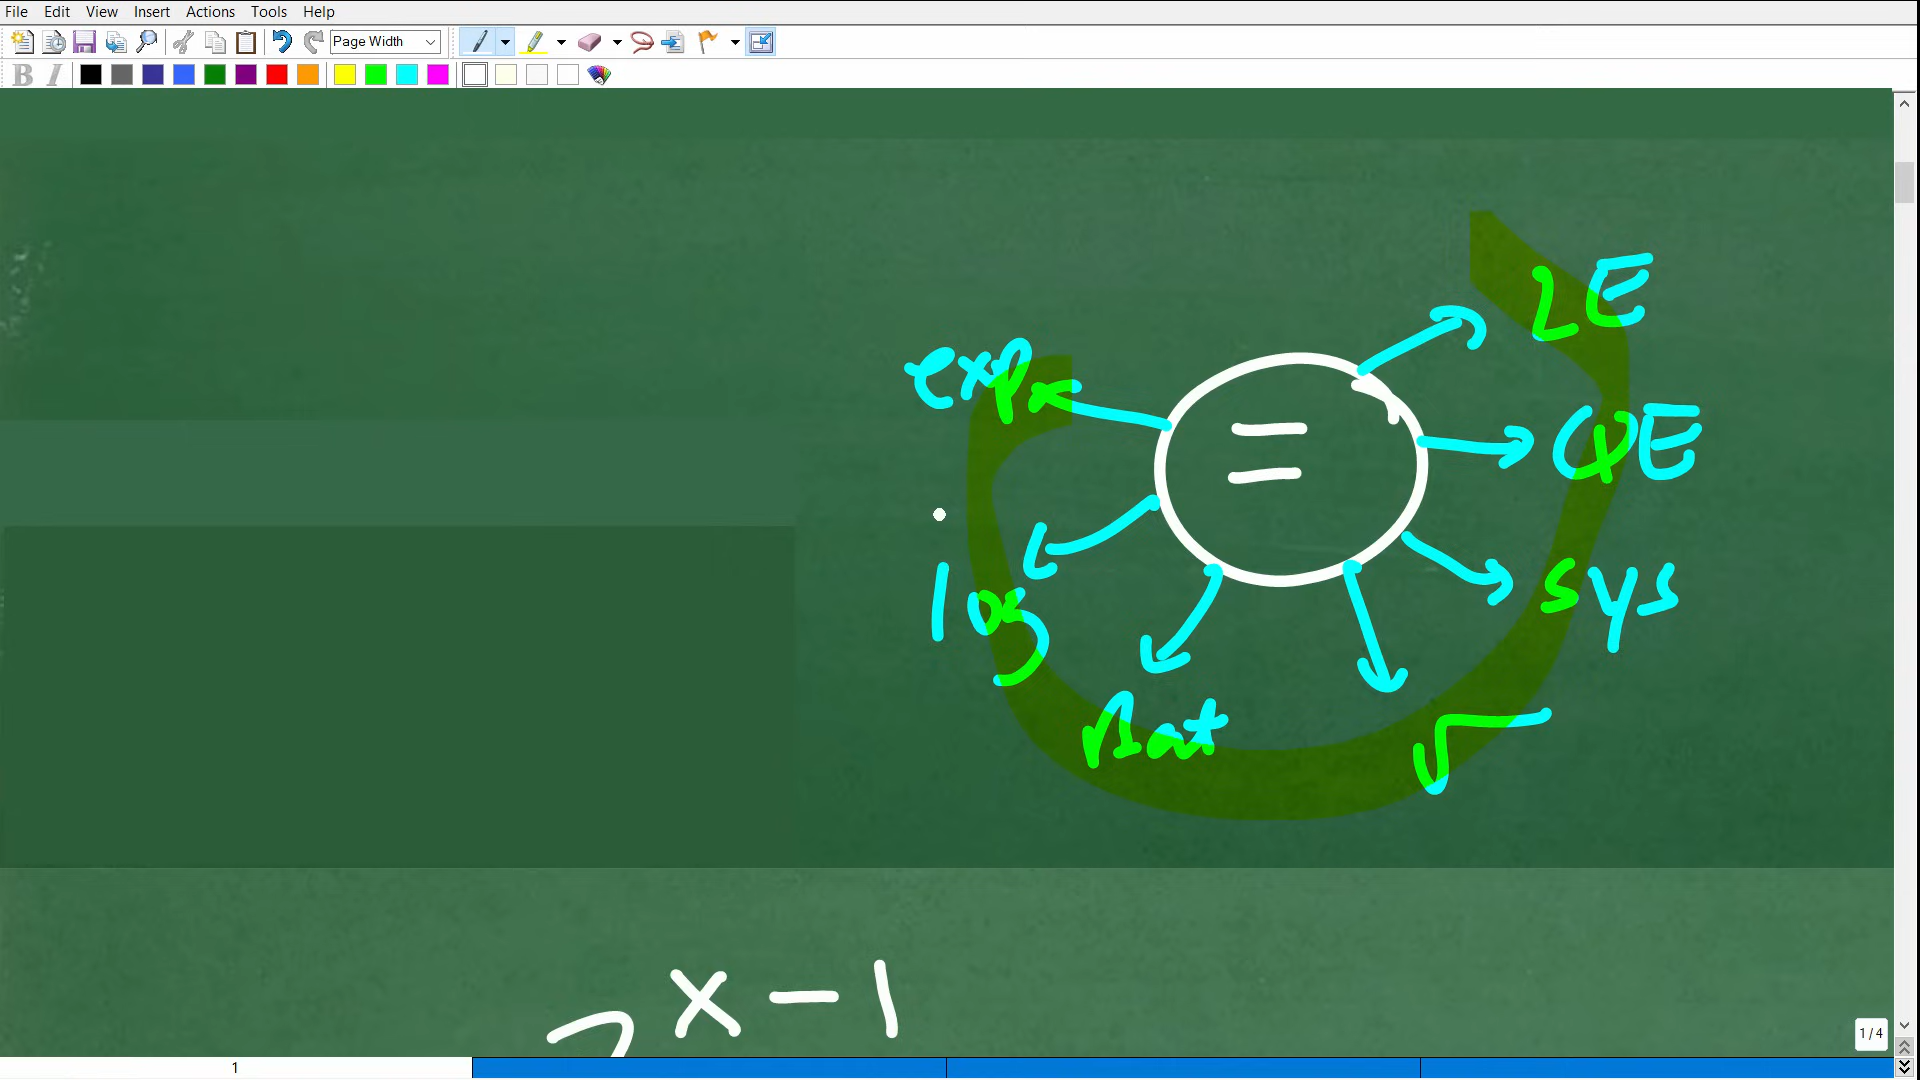 File Edit View Insert Actions Tools Help
Page Width
B I
LE
exp
=
QE
log
sys
Rat
√
x - 1
2
1 / 4
1